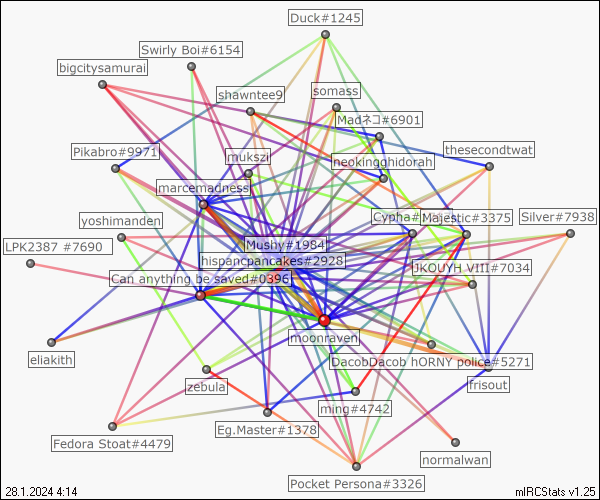 Duck#1245
Swirly Boi#6154
bigcitysamurai
shawntee9
somass
Madネコ#6901
thesecondtwat
Pikabro#9971
mukszi
neokingghidorah
marcemadness
yoshimanden
Cypha#
Majestic#3375
Silver#7938
LPK2387 #7690
Mushy#1984
hispancpancakes#2928
JKOUYH VIII#7034
Can anything be saved#0396
moonraven
eliakith
DacobDacob hORNY police#5271
frisout
zebula
ming#4742
Fedora Stoat#4479
Eg.Master#1378
normalwan
Pocket Persona#3326
28.1.2024 4:14
mIRCStats v1.25